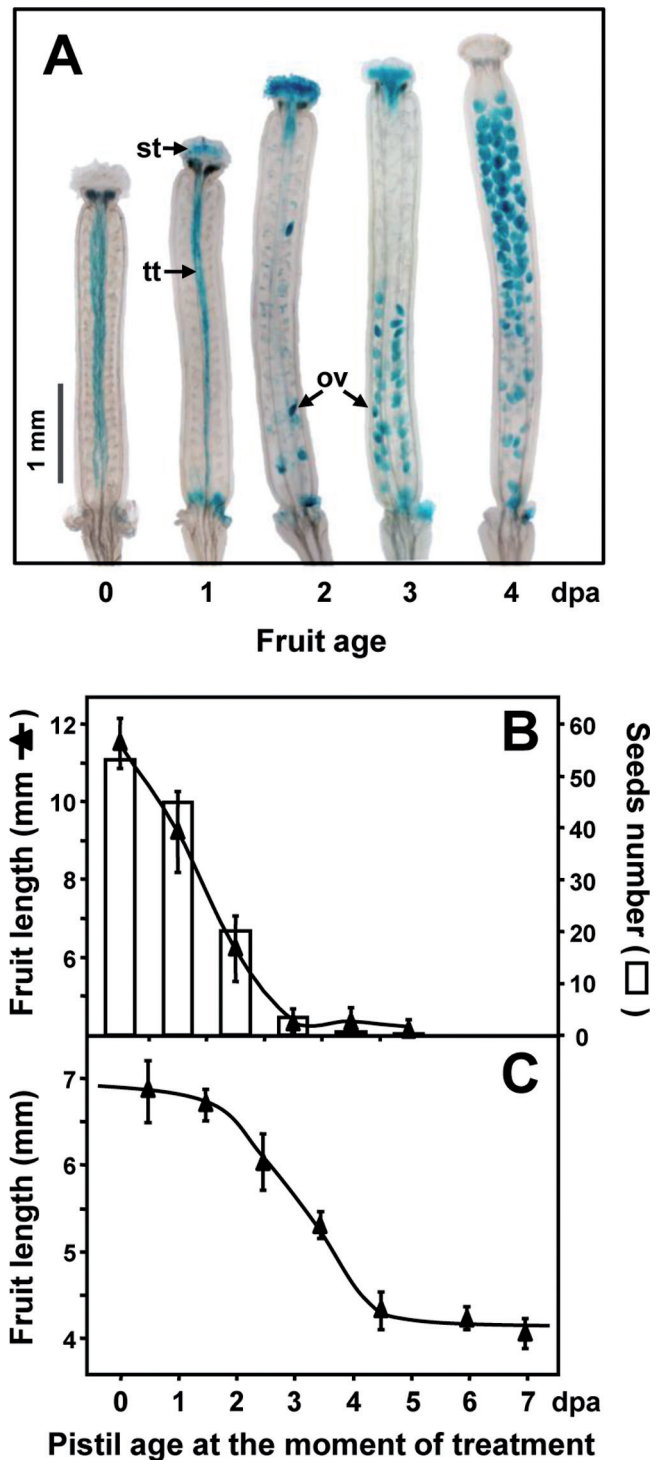 A
st
tt
ov
1 mm
0 1 2 3 4 dpa
Fruit age
B
Fruit length (mm )
12
10
8
6
Seeds number ( )
60
50
40
30
20
10
0
C
Fruit length (mm)
7
6
5
4
0 1 2 3 4 5 6 7 dpa
Pistil age at the moment of treatment